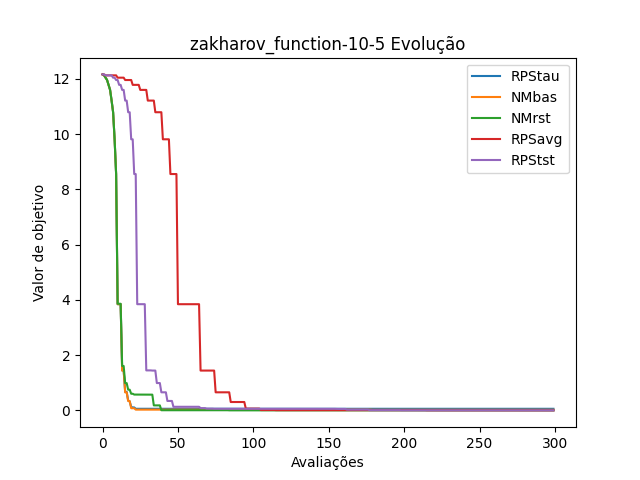 zakharov_function-10-5 Evolução
Valor de objetivo
12
10
8
6
4
2
0
0 50 100 150 200 250 300
Avaliações
RPStau
NMbas
NMrst
RPSavg
RPStst